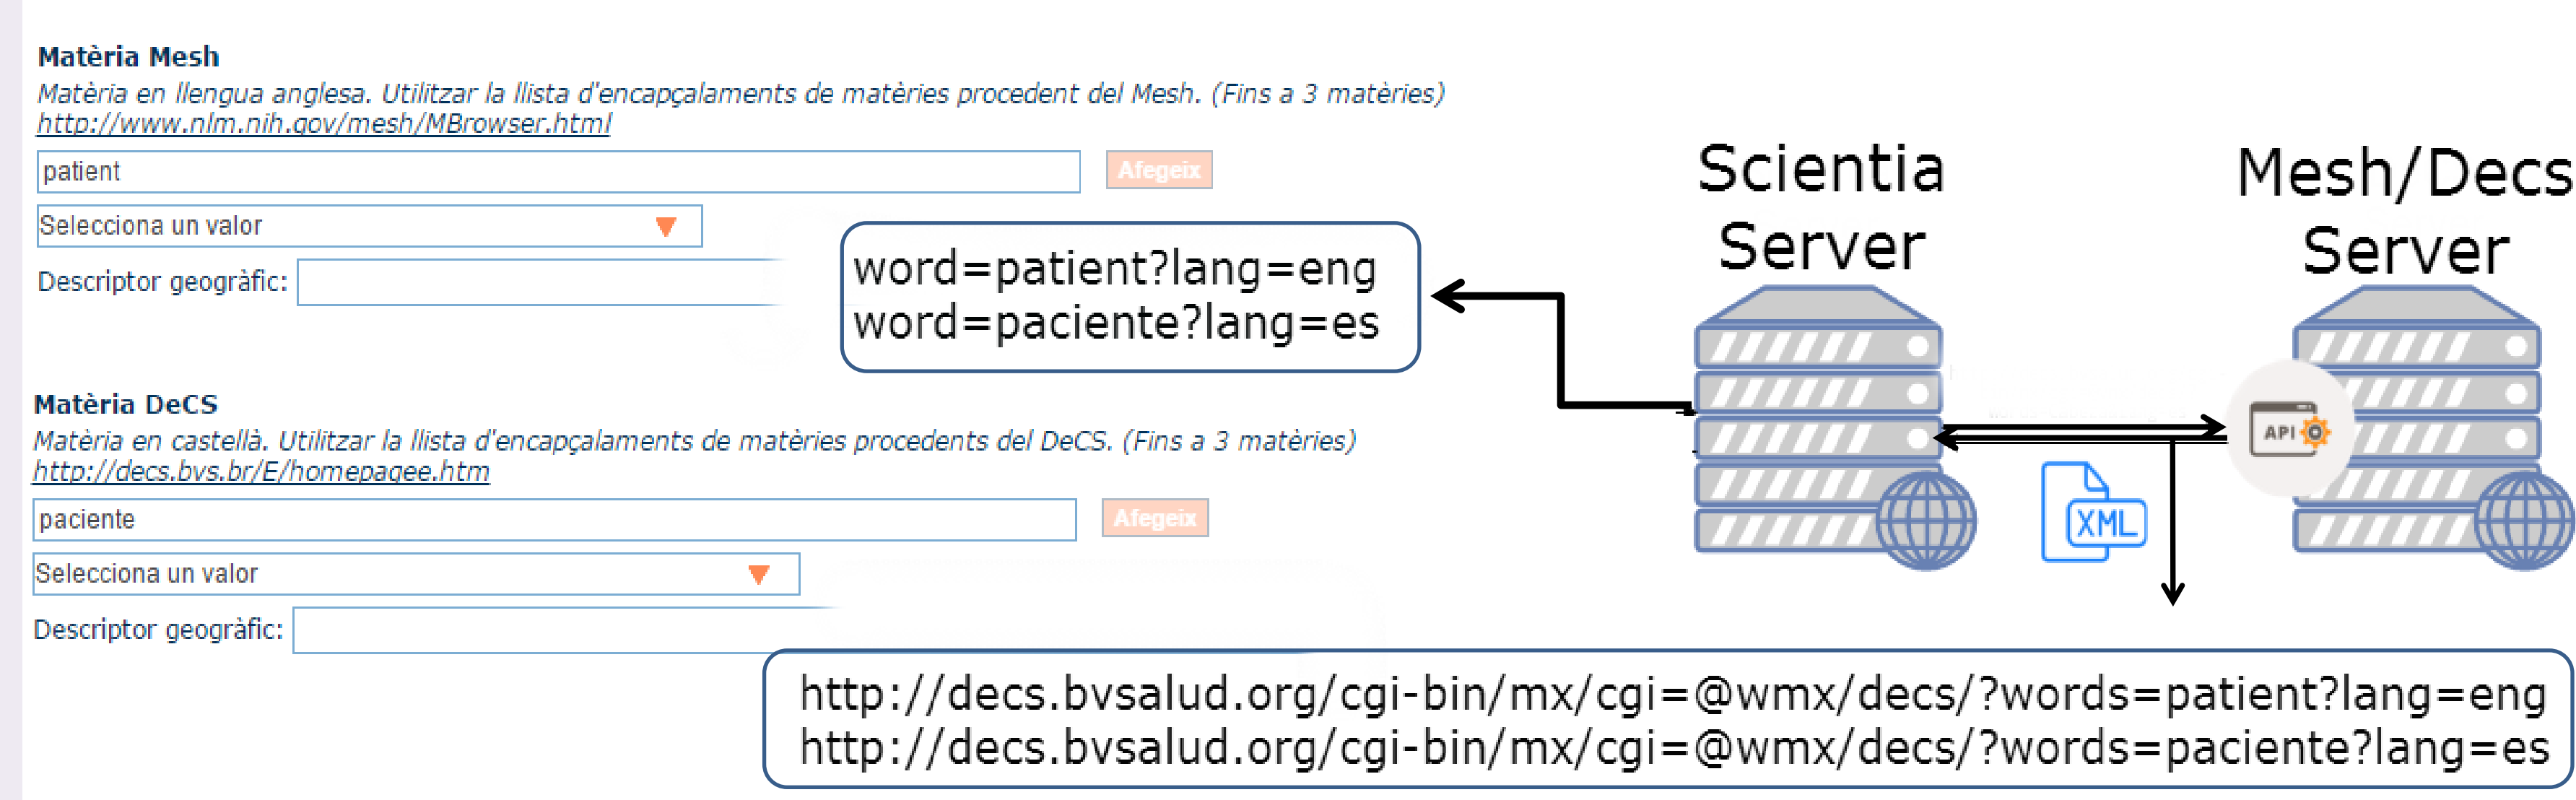 Matèria Mesh
Matèria en llengua anglesa. Utilitzar la llista d'encapçalaments de matèries procedent del Mesh. (Fins a 3 matèries)
http://www.nlm.nih.gov/mesh/MBrowser.html
patient
Afegeix
Selecciona un valor
Descriptor geogràfic:
word=patient?lang=eng
word=paciente?lang=es
Scientia
Server
Mesh/Decs
Server
API
XML
Matèria DeCS
Matèria en castellà. Utilitzar la llista d'encapçalaments de matèries procedents del DeCS. (Fins a 3 matèries)
http://decs.bvs.br/E/homepagee.htm
paciente
Afegeix
Selecciona un valor
Descriptor geogràfic:
http://decs.bvsalud.org/cgi-bin/mx/cgi=@wmx/decs/?words=patient?lang=eng
http://decs.bvsalud.org/cgi-bin/mx/cgi=@wmx/decs/?words=paciente?lang=es